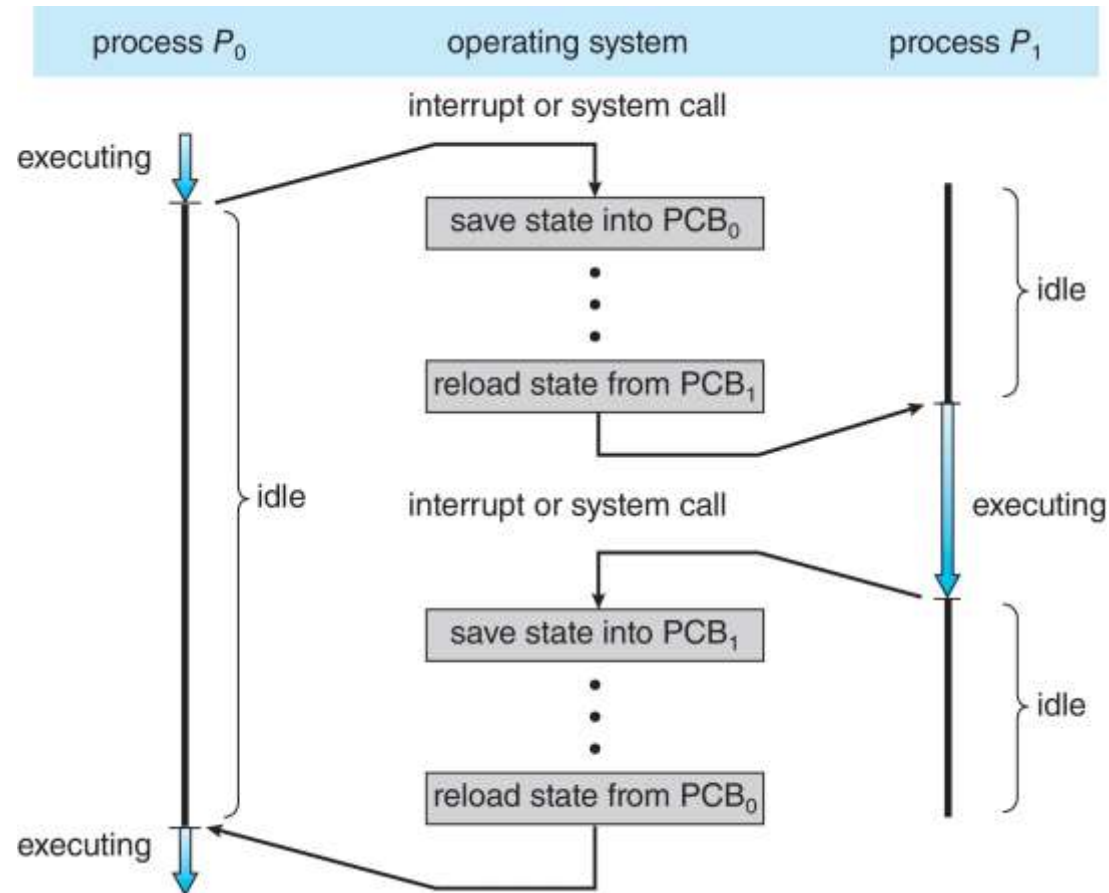 process P₀
operating system
process P₁
interrupt or system call
executing
save state into PCB₀
idle
reload state from PCB₁
idle
interrupt or system call
executing
save state into PCB₁
idle
reload state from PCB₀
executing